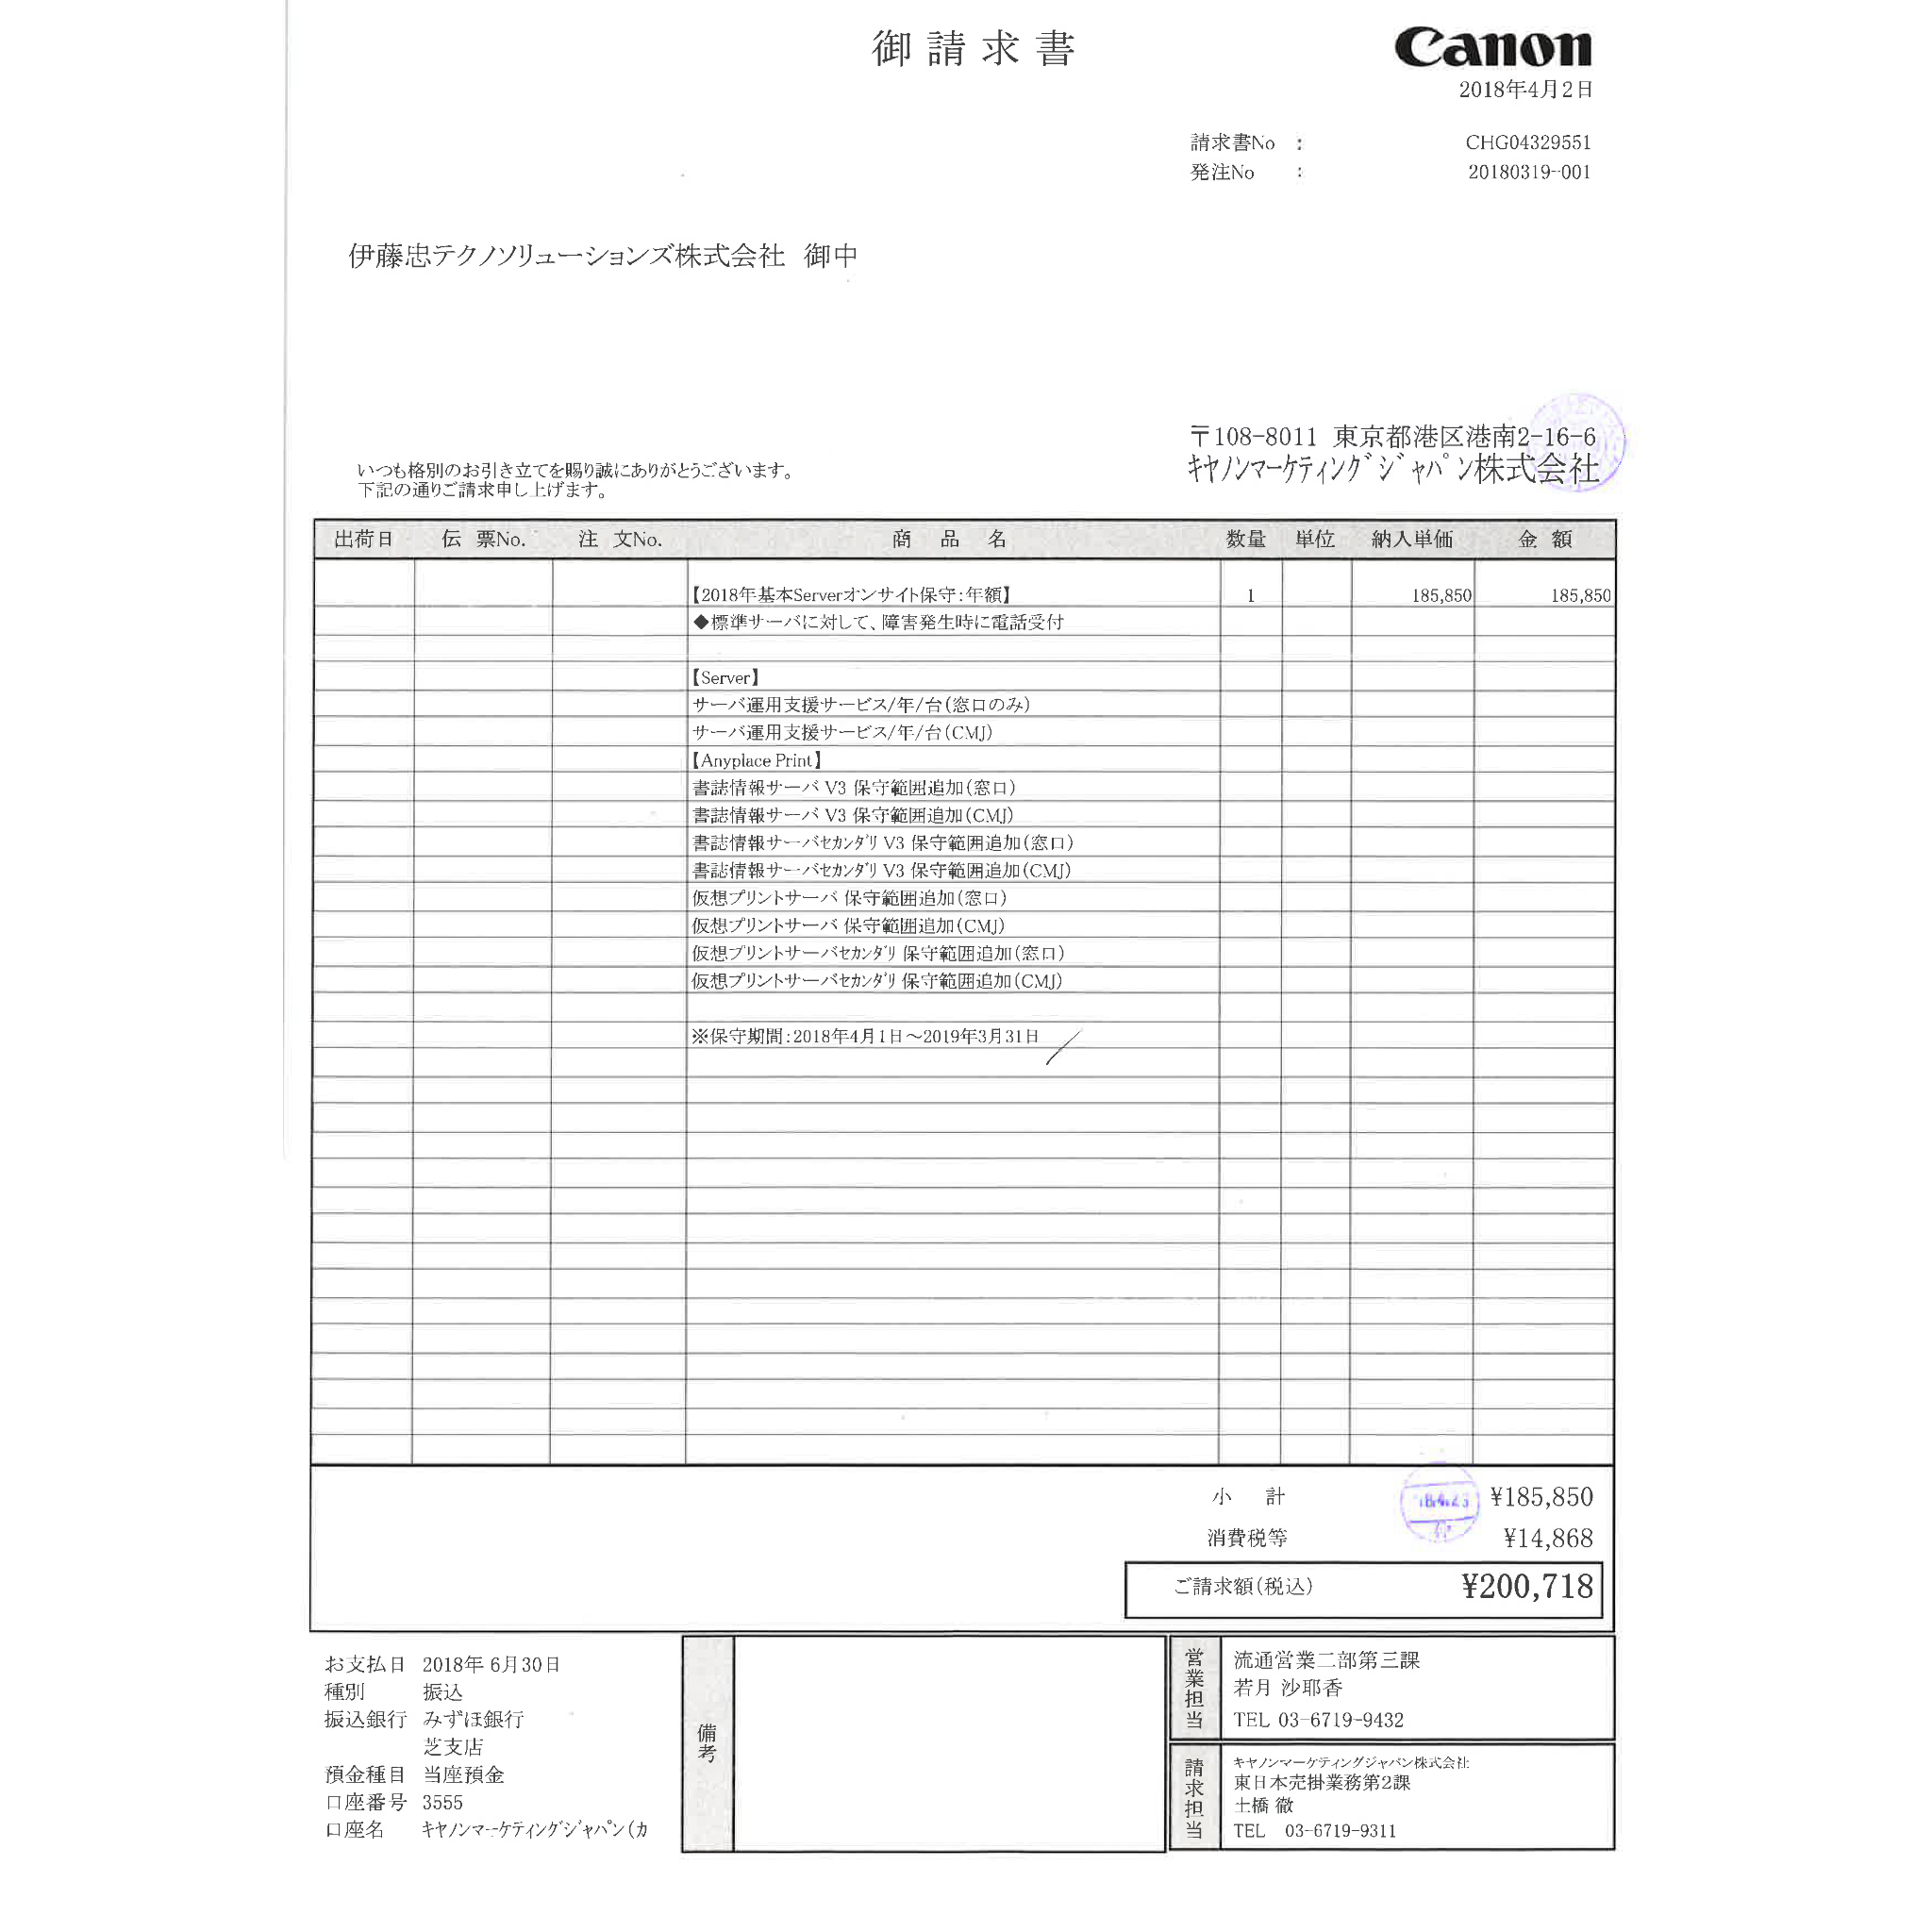 御請求書
Canon
2018年4月2日
請求書No : CHG04329551
発注No : 20180319-001
伊藤忠テクノソリューションズ株式会社 御中
〒108-8011 東京都港区港南2-16-6
キヤノンマーケティングジャパン株式会社
いつも格別のお引き立てを賜り誠にありがとうございます。
下記の通りご請求申し上げます。
出荷日 伝票No. 注文No. 商品名 数量 単位 納入単価 金額
【2018年基本Serverオンサイト保守:年額】 1 185,850 185,850
◆標準サーバに対して、障害発生時に電話受付
【Server】
サーバ運用支援サービス/年/台(窓口のみ)
サーバ運用支援サービス/年/台(CMJ)
【Anyplace Print】
書誌情報サーバ V3 保守範囲追加(窓口)
書誌情報サーバ V3 保守範囲追加(CMJ)
書誌情報サーバセカンダリ V3 保守範囲追加(窓口)
書誌情報サーバセカンダリ V3 保守範囲追加(CMJ)
仮想プリントサーバ 保守範囲追加(窓口)
仮想プリントサーバ 保守範囲追加(CMJ)
仮想プリントサーバセカンダリ 保守範囲追加(窓口)
仮想プリントサーバセカンダリ 保守範囲追加(CMJ)
※保守期間:2018年4月1日～2019年3月31日
小計 ¥185,850
消費税等 ¥14,868
ご請求額(税込) ¥200,718
お支払日 2018年 6月30日
種別 振込
振込銀行 みずほ銀行
芝支店
預金種目 当座預金
口座番号 3555
口座名 キヤノンマーケティングジャパン(カ
備考
営業担当
流通営業二部第三課
若月 沙耶香
TEL 03-6719-9432
請求担当
キヤノンマーケティングジャパン株式会社
東日本売掛業務第2課
土橋 徹
TEL 03-6719-9311